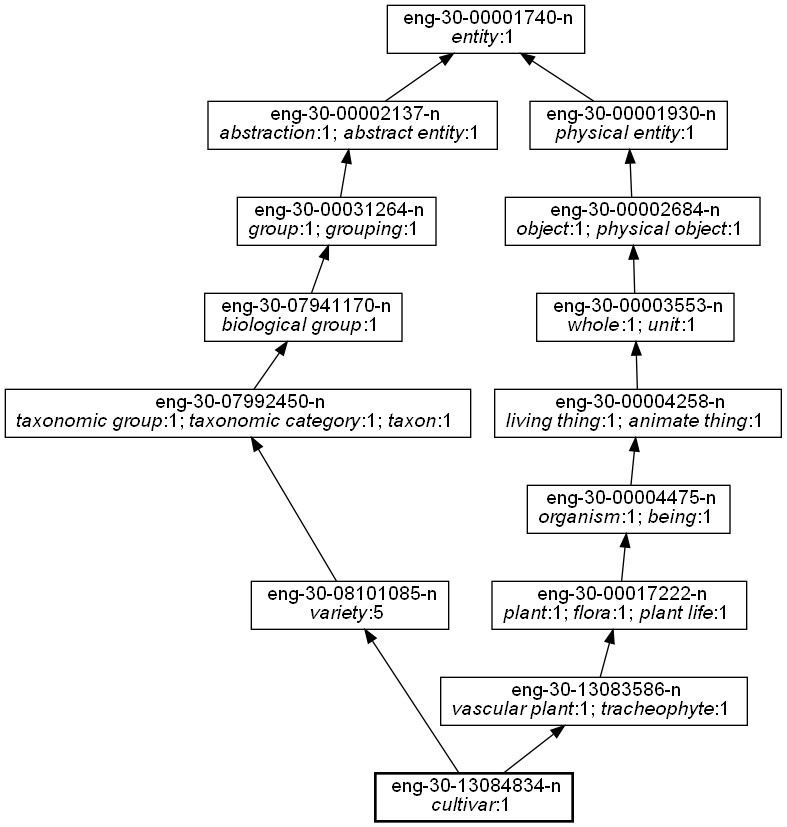 eng-30-00001740-n
entity:1
eng-30-00002137-n
abstraction:1; abstract entity:1
eng-30-00001930-n
physical entity:1
eng-30-00031264-n
group:1; grouping:1
eng-30-00002684-n
object:1; physical object:1
eng-30-07941170-n
biological group:1
eng-30-00003553-n
whole:1; unit:1
eng-30-07992450-n
taxonomic group:1; taxonomic category:1; taxon:1
eng-30-00004258-n
living thing:1; animate thing:1
eng-30-00004475-n
organism:1; being:1
eng-30-08101085-n
variety:5
eng-30-00017222-n
plant:1; flora:1; plant life:1
eng-30-13083586-n
vascular plant:1; tracheophyte:1
eng-30-13084834-n
cultivar:1